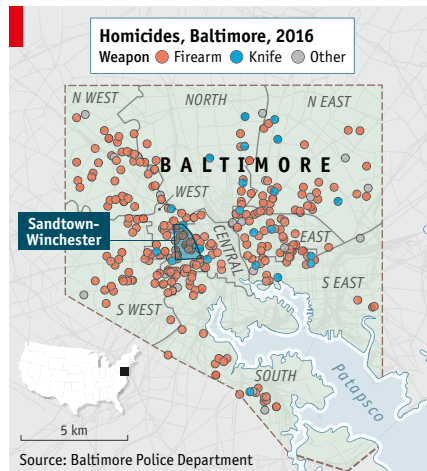 Homicides, Baltimore, 2016
Weapon Firearm Knife Other
N WEST
NORTH
N EAST
BALTIMORE
WEST
Sandtown-
Winchester
CENTRAL
EAST
S EAST
S WEST
SOUTH
Patapsco
5 km
Source: Baltimore Police Department